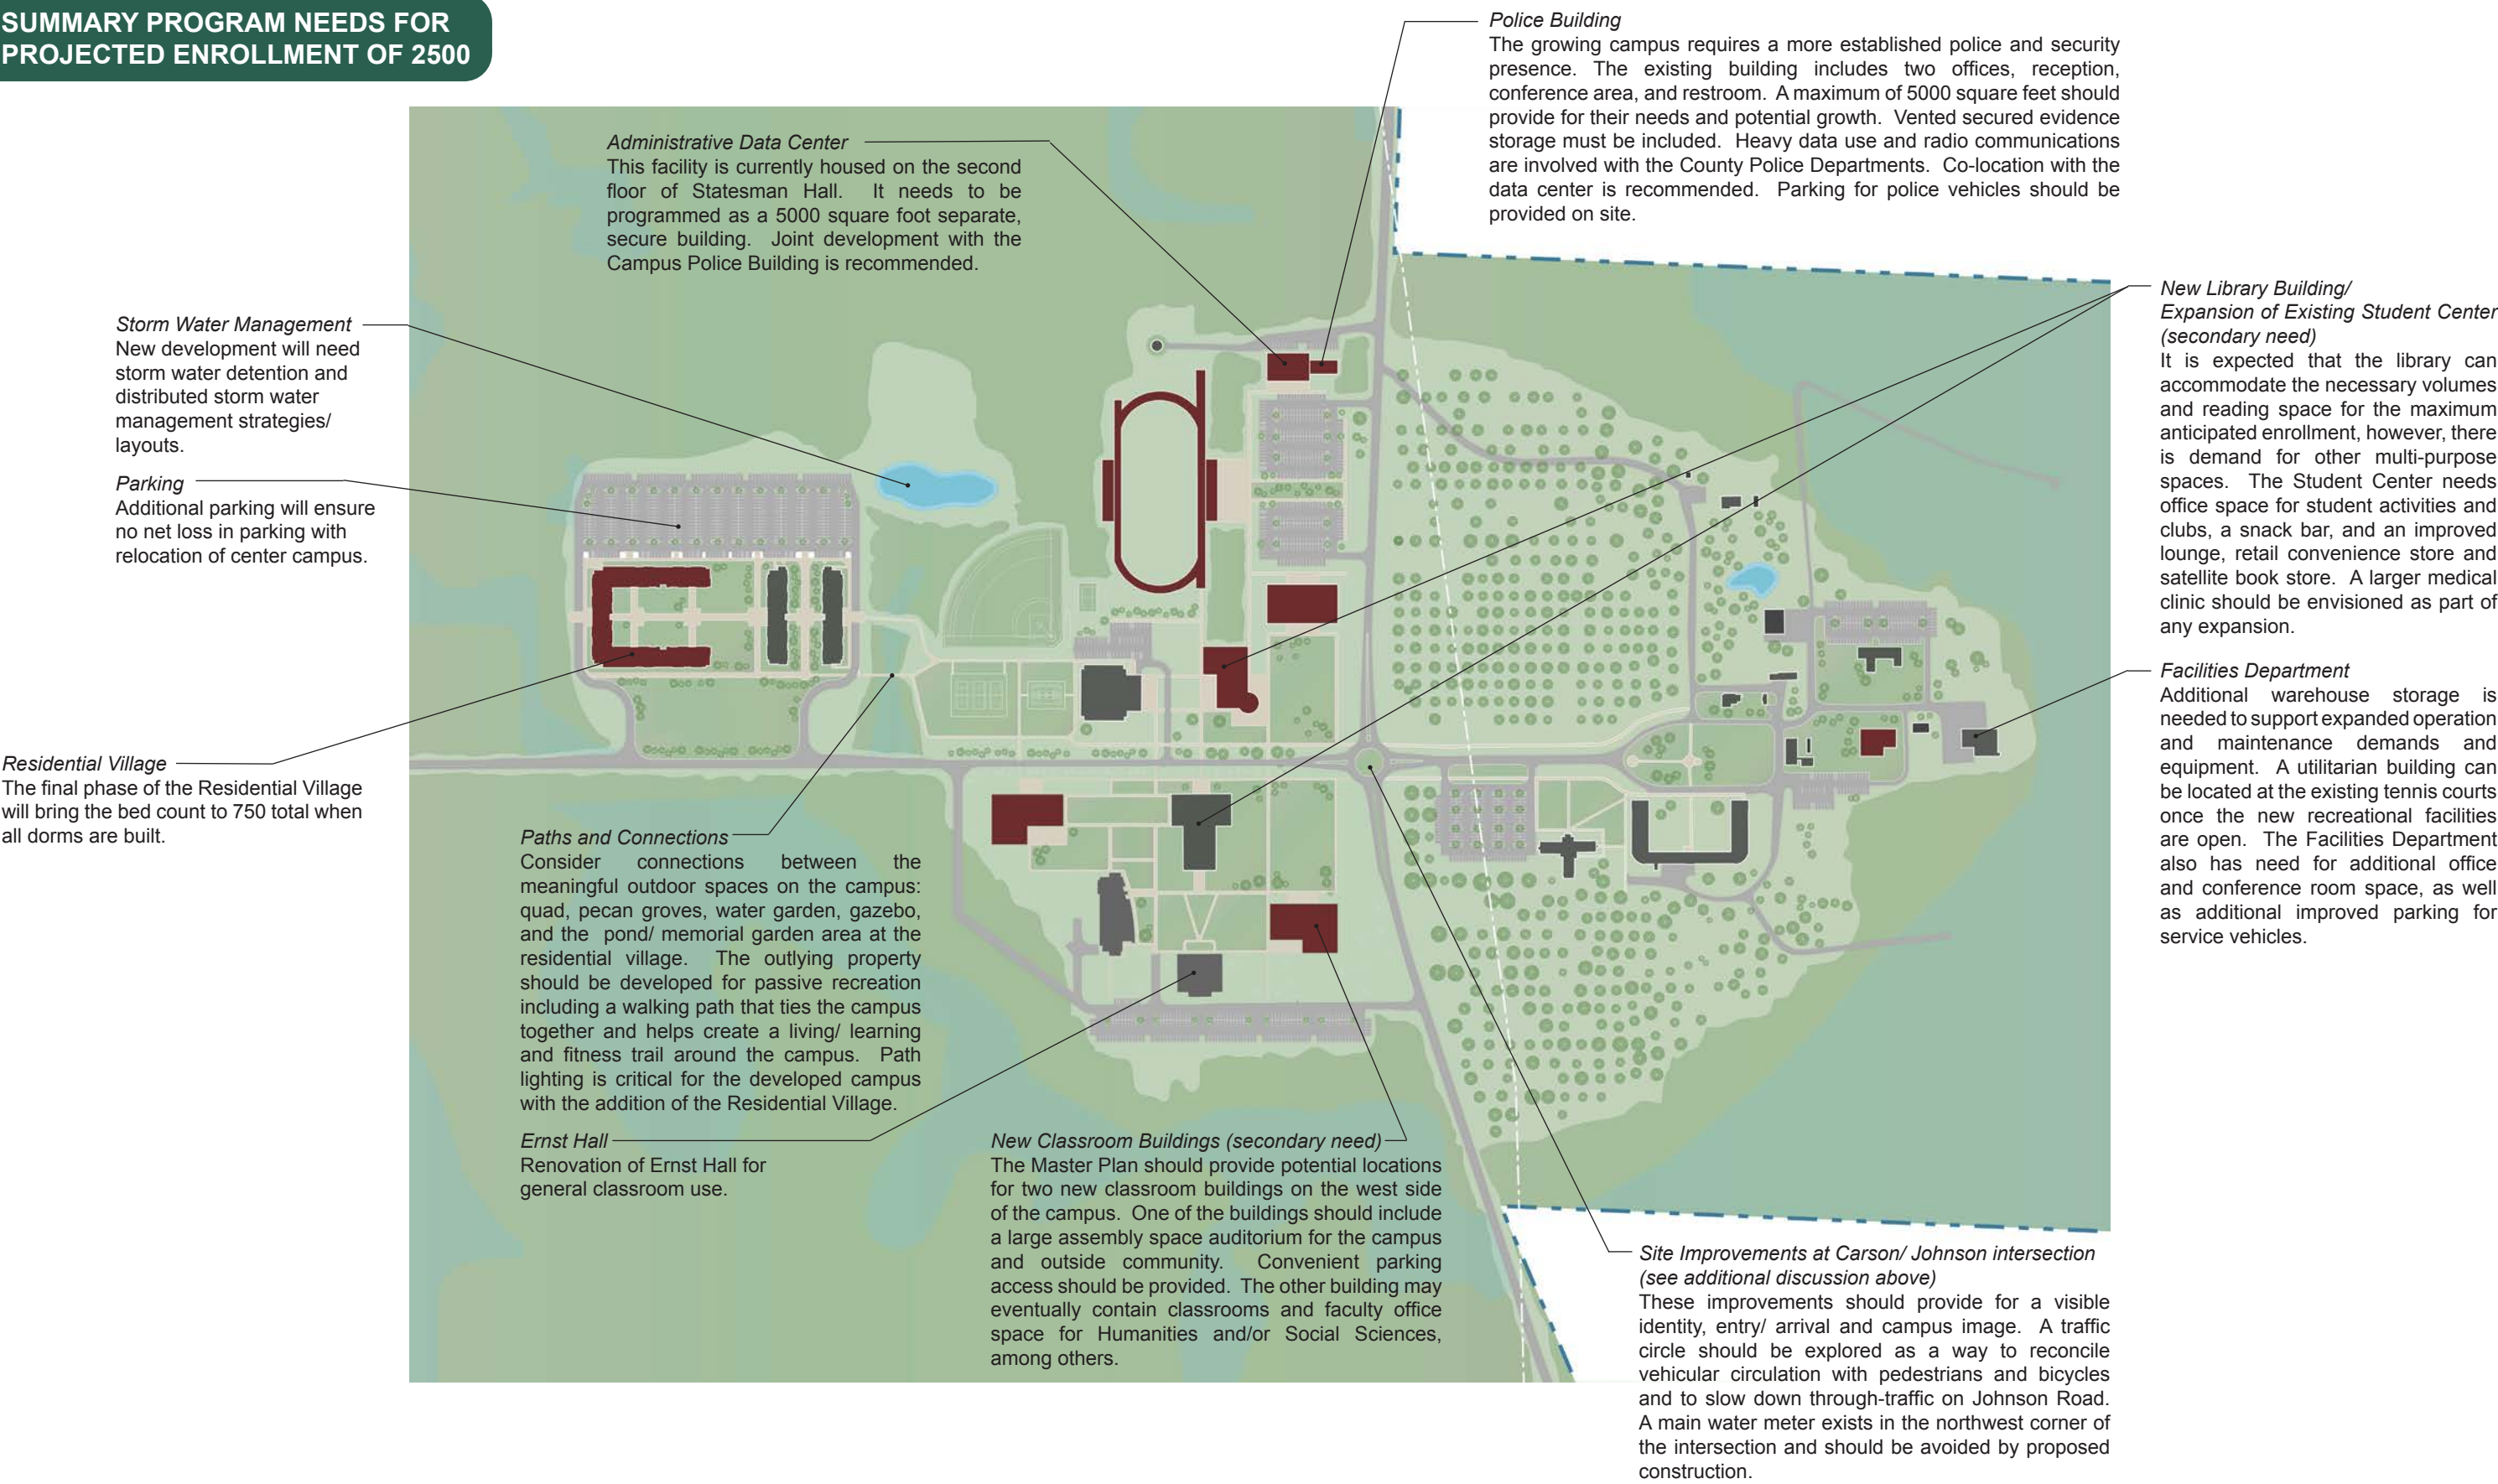 SUMMARY PROGRAM NEEDS FOR
PROJECTED ENROLLMENT OF 2500
Police Building
The growing campus requires a more established police and security
presence. The existing building includes two offices, reception,
conference area, and restroom. A maximum of 5000 square feet should
provide for their needs and potential growth. Vented secured evidence
storage must be included. Heavy data use and radio communications
are involved with the County Police Departments. Co-location with the
data center is recommended. Parking for police vehicles should be
provided on site.
Administrative Data Center
This facility is currently housed on the second
floor of Statesman Hall. It needs to be
programmed as a 5000 square foot separate,
secure building. Joint development with the
Campus Police Building is recommended.
Storm Water Management
New development will need
storm water detention and
distributed storm water
management strategies/
layouts.
Parking
Additional parking will ensure
no net loss in parking with
relocation of center campus.
New Library Building/
Expansion of Existing Student Center
(secondary need)
It is expected that the library can
accommodate the necessary volumes
and reading space for the maximum
anticipated enrollment, however, there
is demand for other multi-purpose
spaces. The Student Center needs
office space for student activities and
clubs, a snack bar, and an improved
lounge, retail convenience store and
satellite book store. A larger medical
clinic should be envisioned as part of
any expansion.
Facilities Department
Additional warehouse storage is
needed to support expanded operation
and maintenance demands and
equipment. A utilitarian building can
be located at the existing tennis courts
once the new recreational facilities
are open. The Facilities Department
also has need for additional office
and conference room space, as well
as additional improved parking for
service vehicles.
Residential Village
The final phase of the Residential Village
will bring the bed count to 750 total when
all dorms are built.
Paths and Connections
Consider connections between the
meaningful outdoor spaces on the campus:
quad, pecan groves, water garden, gazebo,
and the pond/ memorial garden area at the
residential village. The outlying property
should be developed for passive recreation
including a walking path that ties the campus
together and helps create a living/ learning
and fitness trail around the campus. Path
lighting is critical for the developed campus
with the addition of the Residential Village.
Ernst Hall
Renovation of Ernst Hall for
general classroom use.
New Classroom Buildings (secondary need)
The Master Plan should provide potential locations
for two new classroom buildings on the west side
of the campus. One of the buildings should include
a large assembly space auditorium for the campus
and outside community. Convenient parking
access should be provided. The other building may
eventually contain classrooms and faculty office
space for Humanities and/or Social Sciences,
among others.
Site Improvements at Carson/ Johnson intersection
(see additional discussion above)
These improvements should provide for a visible
identity, entry/ arrival and campus image. A traffic
circle should be explored as a way to reconcile
vehicular circulation with pedestrians and bicycles
and to slow down through-traffic on Johnson Road.
A main water meter exists in the northwest corner of
the intersection and should be avoided by proposed
construction.